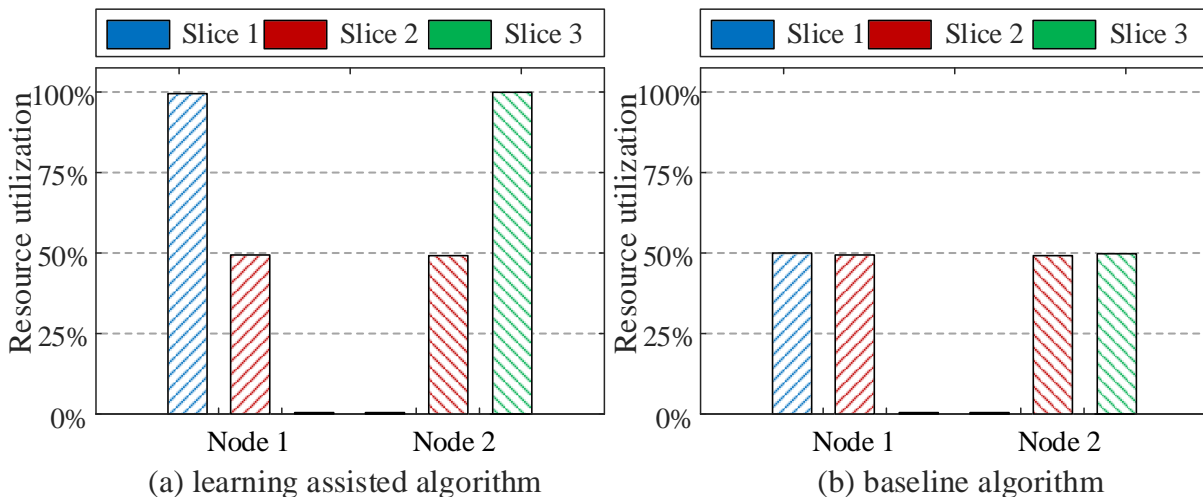 Slice 1 Slice 2 Slice 3
Resource utilization
100%
75%
50%
25%
0%
Node 1 Node 2
(a) learning assisted algorithm
Slice 1 Slice 2 Slice 3
Resource utilization
100%
75%
50%
25%
0%
Node 1 Node 2
(b) baseline algorithm